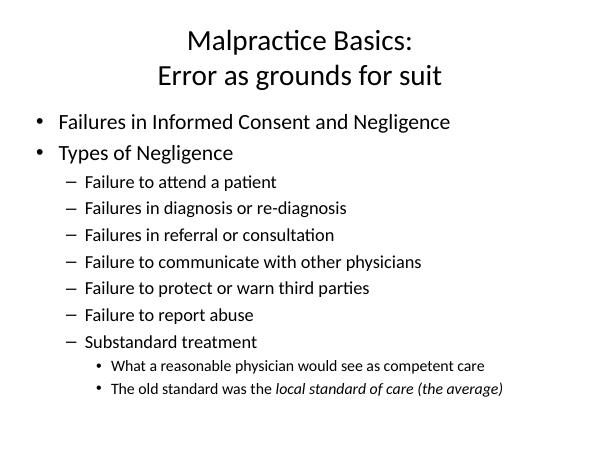 Malpractice Basics:
Error as grounds for suit
• Failures in Informed Consent and Negligence
• Types of Negligence
– Failure to attend a patient
– Failures in diagnosis or re-diagnosis
– Failures in referral or consultation
– Failure to communicate with other physicians
– Failure to protect or warn third parties
– Failure to report abuse
– Substandard treatment
• What a reasonable physician would see as competent care
• The old standard was the local standard of care (the average)